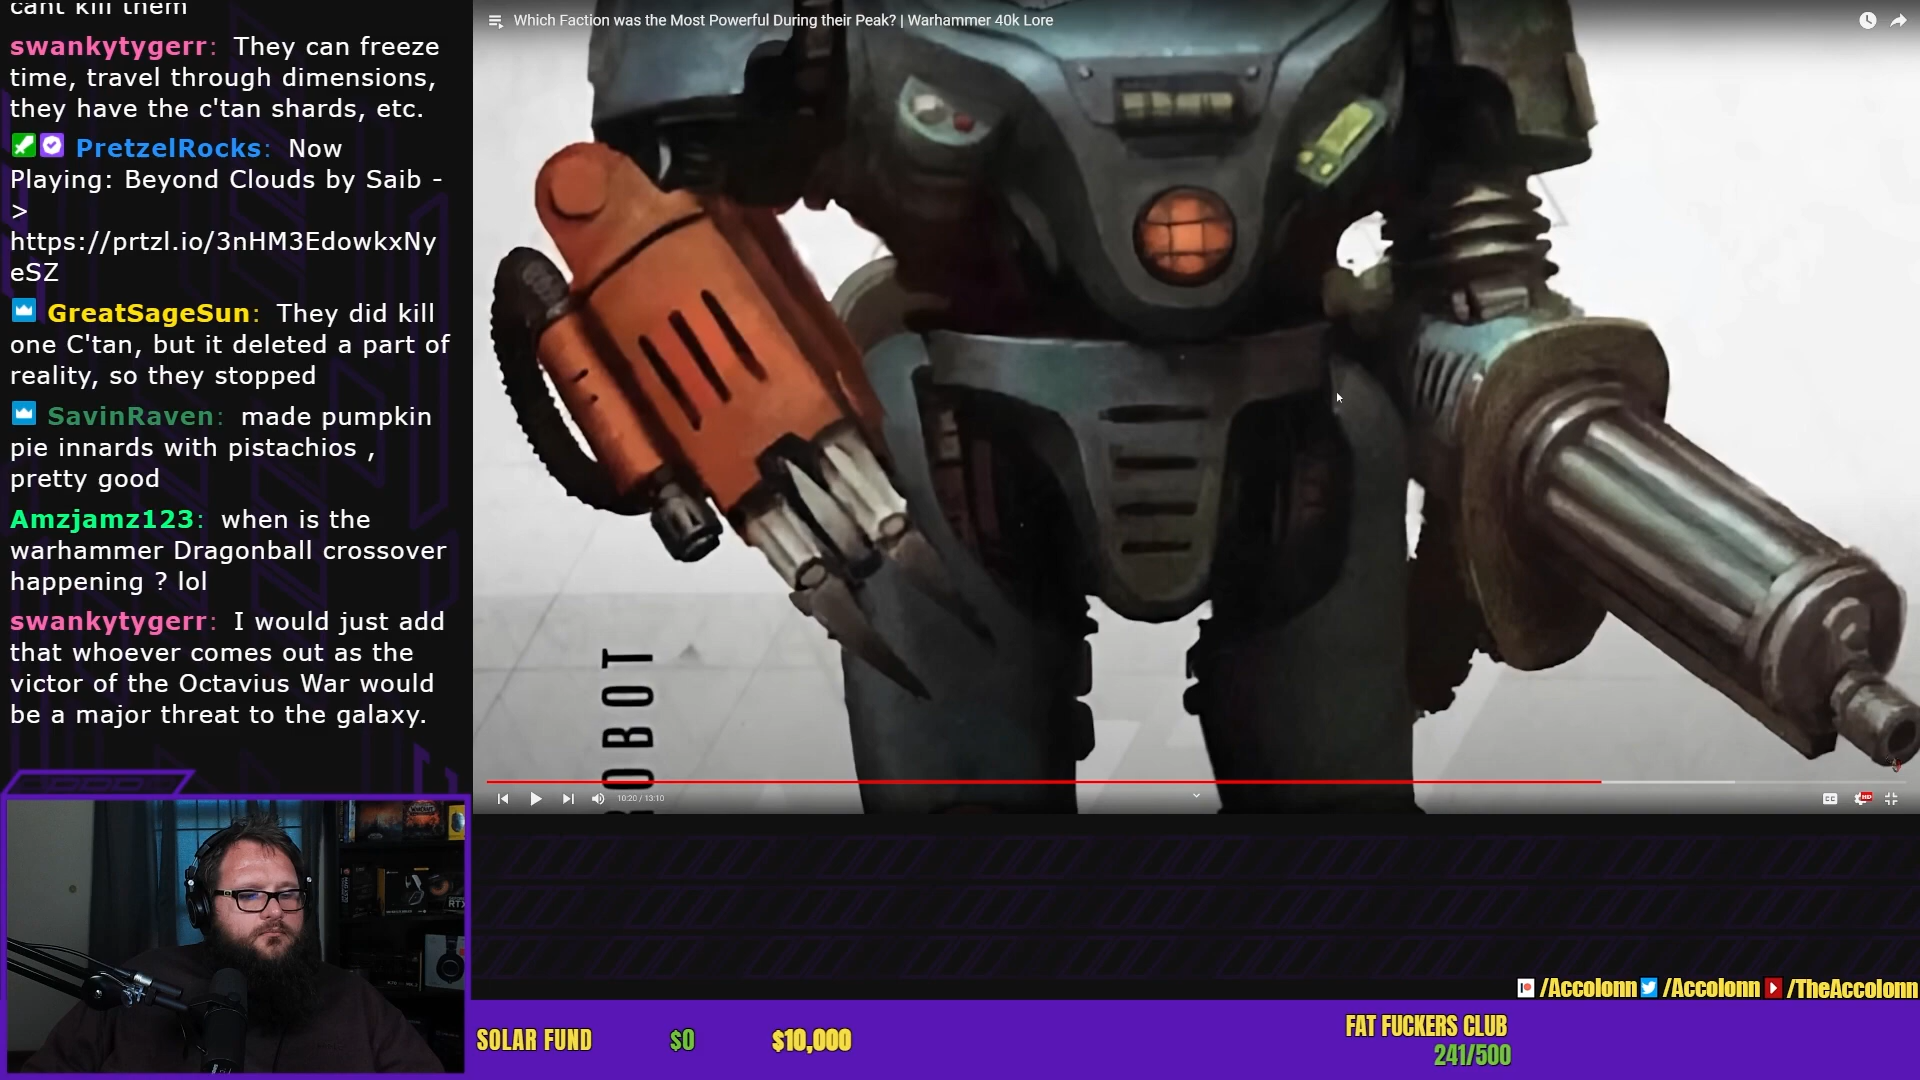 cant kill them
swankytygerr: They can freeze
time, travel through dimensions,
they have the c'tan shards, etc.
PretzelRocks: Now
Playing: Beyond Clouds by Saib -
>
https://prtzl.io/3nHM3EdowkxNy
eSZ
GreatSageSun: They did kill
one C'tan, but it deleted a part of
reality, so they stopped
SavinRaven: made pumpkin
pie innards with pistachios ,
pretty good
Amzjamz123: when is the
warhammer Dragonball crossover
happening ? lol
swankytygerr: I would just add
that whoever comes out as the
victor of the Octavius War would
be a major threat to the galaxy.
Which Faction was the Most Powerful During their Peak? | Warhammer 40k Lore
ROBOT
10:20 / 13:10
CC
HD
RTX
/Accolonn /Accolonn /TheAccolonn
SOLAR FUND $0 $10,000
FAT FUCKERS CLUB
241/500